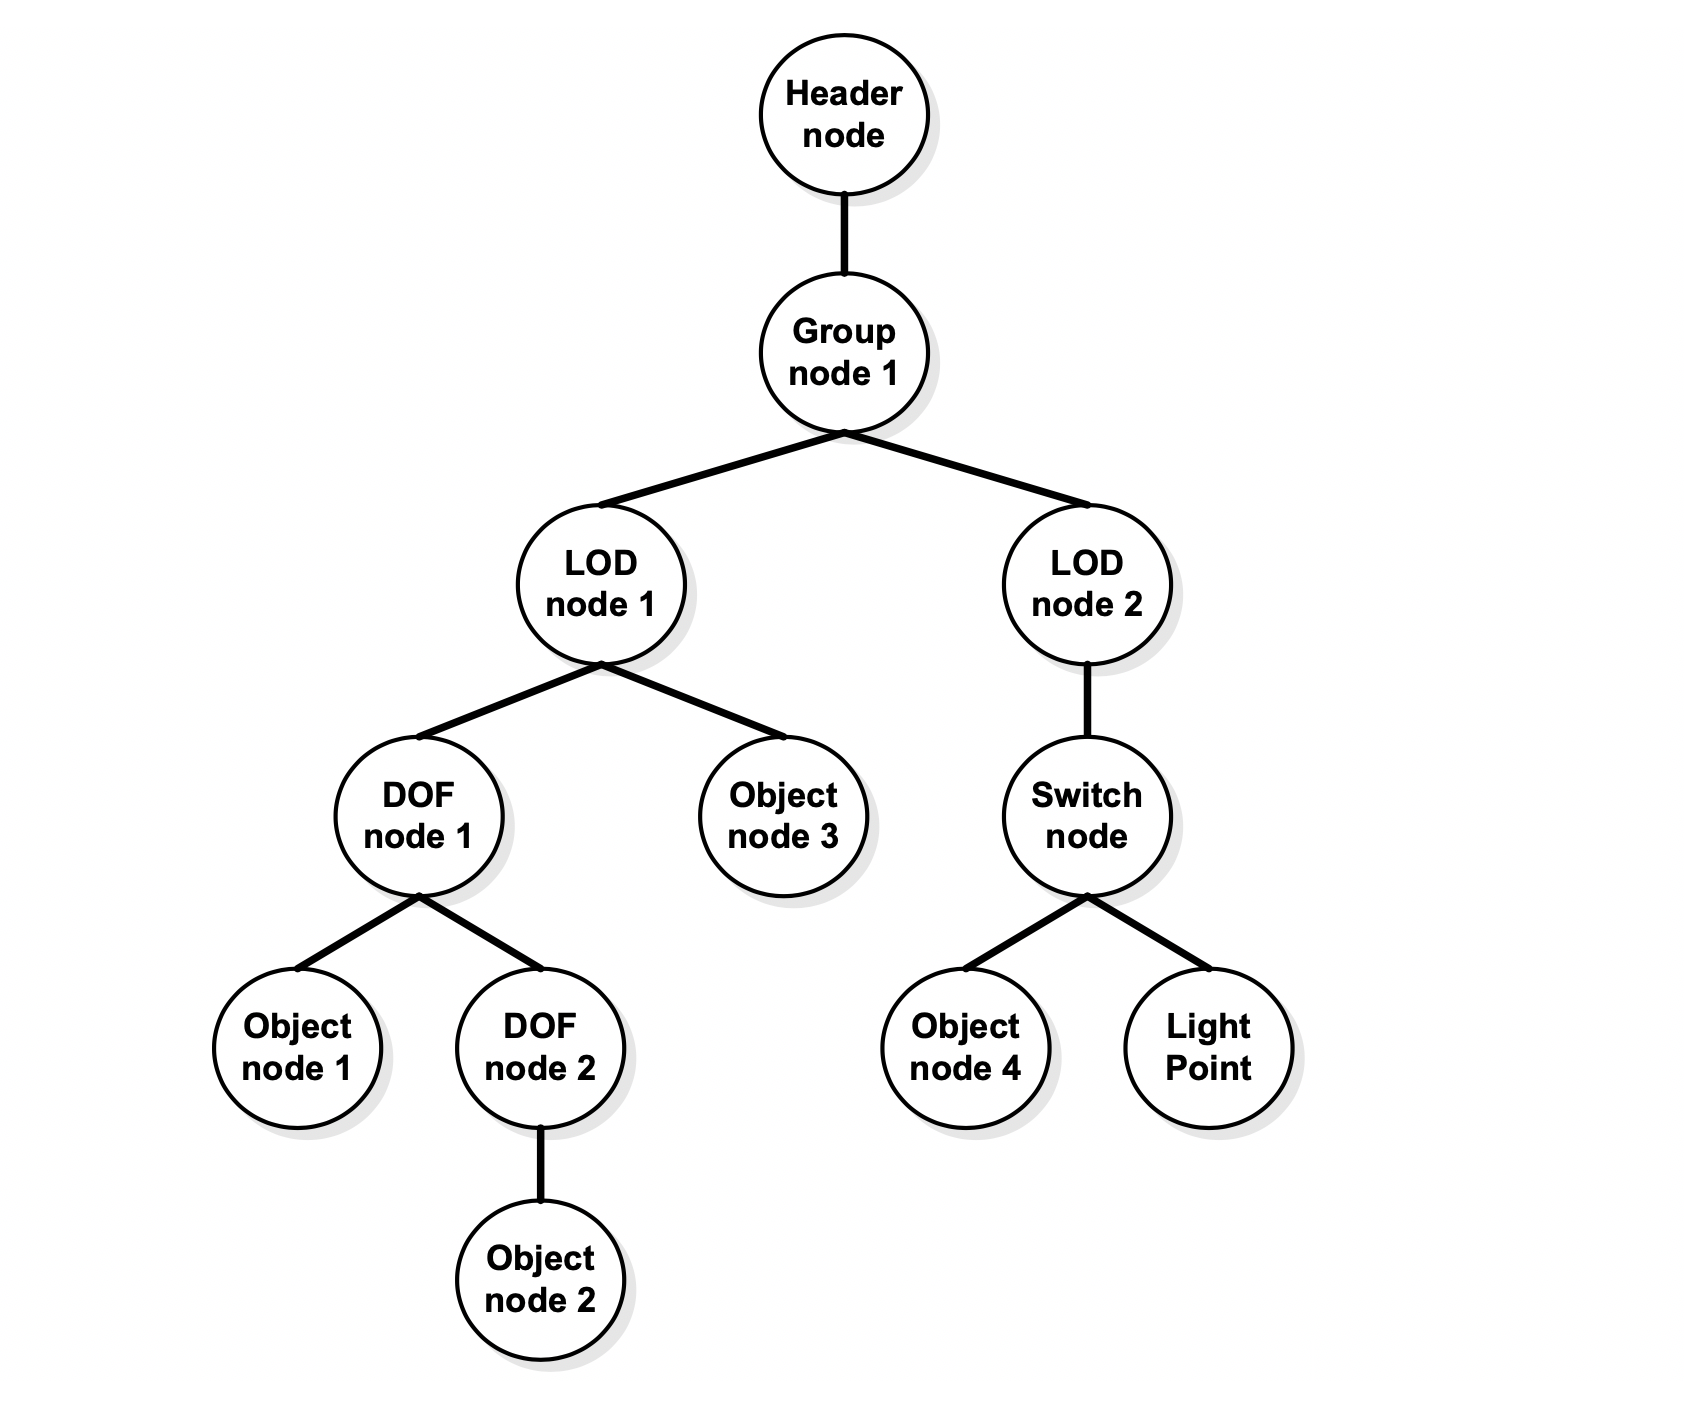 Header
node
Group
node 1
LOD
node 1
LOD
node 2
DOF
node 1
Object
node 3
Switch
node
Object
node 1
DOF
node 2
Object
node 4
Light
Point
Object
node 2